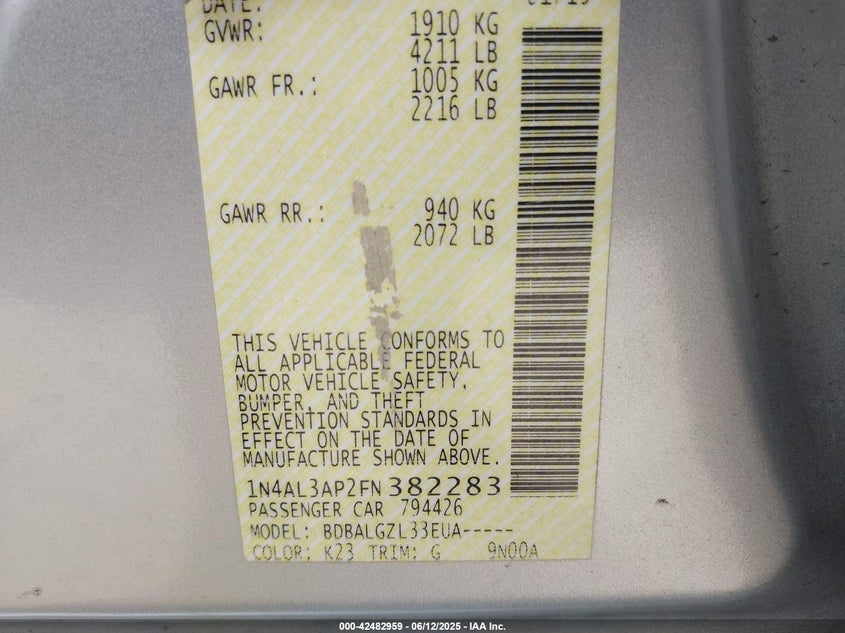 DATE:
GVWR: 1910 KG
4211 LB
GAWR FR.: 1005 KG
2216 LB
GAWR RR.: 940 KG
2072 LB
THIS VEHICLE CONFORMS TO
ALL APPLICABLE FEDERAL
MOTOR VEHICLE SAFETY,
BUMPER, AND THEFT
PREVENTION STANDARDS IN
EFFECT ON THE DATE OF
MANUFACTURE SHOWN ABOVE.
1N4AL3AP2FN382283
PASSENGER CAR 794426
MODEL: BDBALGZL33EUA-----
COLOR: K23 TRIM: G 9N00A
000-42482959 - 06/12/2025 - IAA Inc.